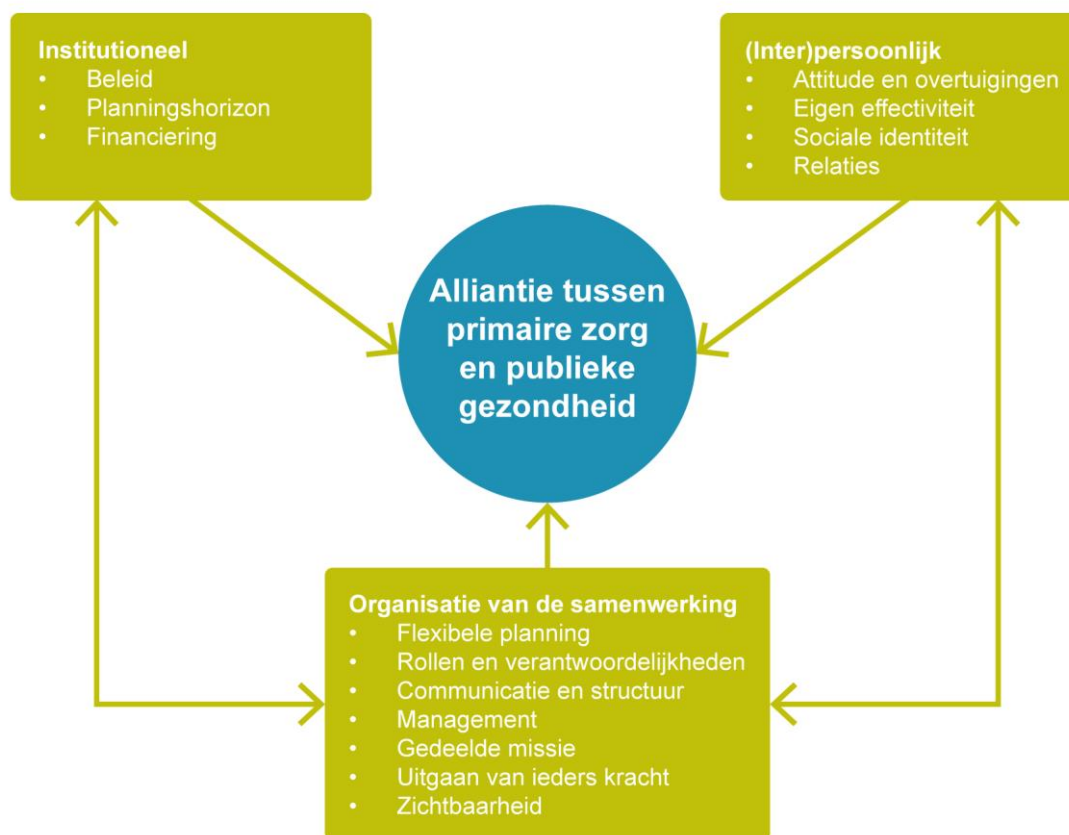 Institutioneel
• Beleid
• Planningshorizon
• Financiering
(Inter)persoonlijk
• Attitude en overtuigingen
• Eigen effectiviteit
• Sociale identiteit
• Relaties
Alliantie tussen
primaire zorg
en publieke
gezondheid
Organisatie van de samenwerking
• Flexibele planning
• Rollen en verantwoordelijkheden
• Communicatie en structuur
• Management
• Gedeelde missie
• Uitgaan van ieders kracht
• Zichtbaarheid